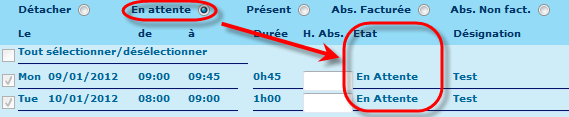 Détacher En attente Présent Abs. Facturée Abs. Non fact.
Le de à Durée H. Abs. Etat Désignation
Tout sélectionner/désélectionner
Mon 09/01/2012 09:00 09:45 0h45 En Attente Test
Tue 10/01/2012 08:00 09:00 1h00 En Attente Test